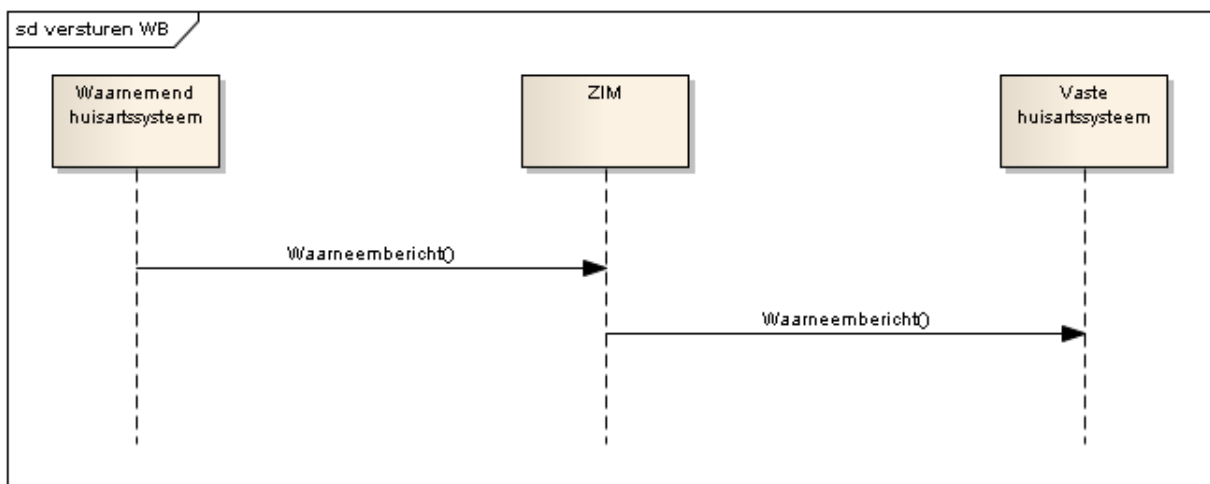 sd versturen WB
Waarnemend
huisartssysteem
ZIM
Vaste
huisartssysteem
Waarneembericht()
Waarneembericht()